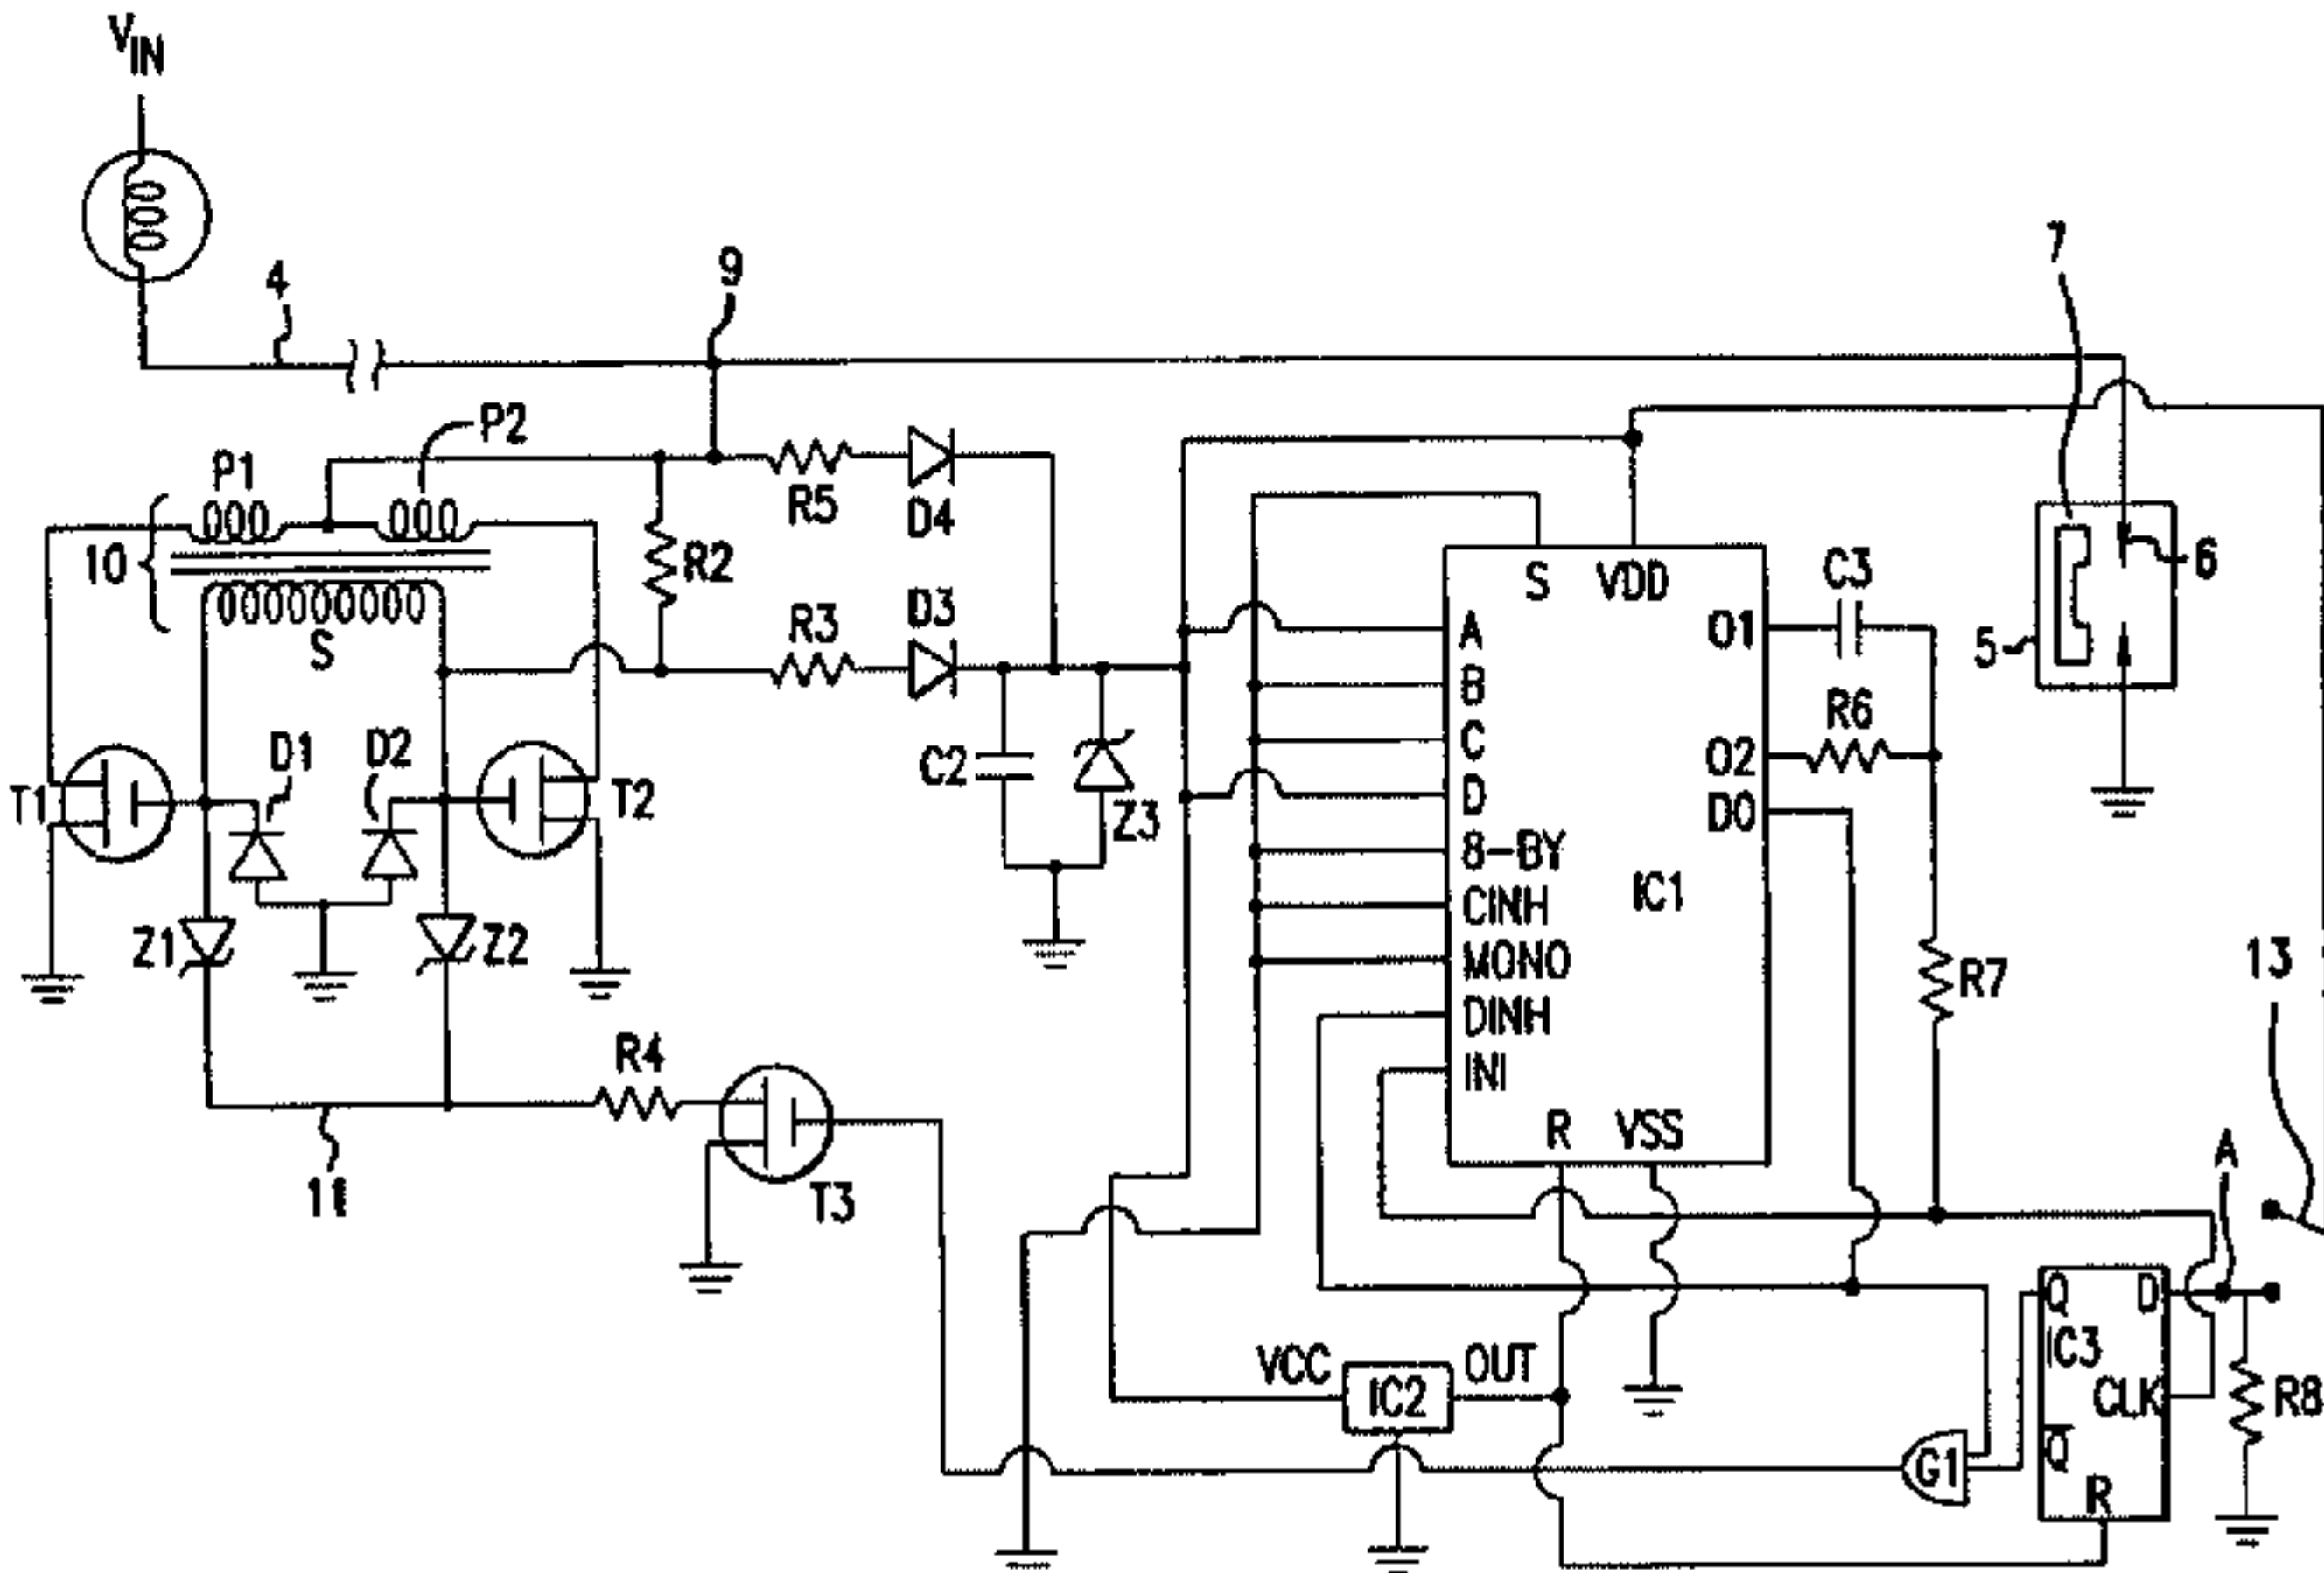 VIN
4
9
7
P2
P1
R5
D4
10
R2
S
VDD
C3
6
D3
R3
A
O1
5
S
B
R6
D1
D2
C
C2
O2
T1
T2
D
D0
Z3
8-BY
IC1
CINH
Z1
Z2
MONO
R7
13
DINH
R4
INI
R
VSS
A
11
T3
Q
D
VCC
OUT
IC3
IC2
CLK
R8
G1
Q̅
R